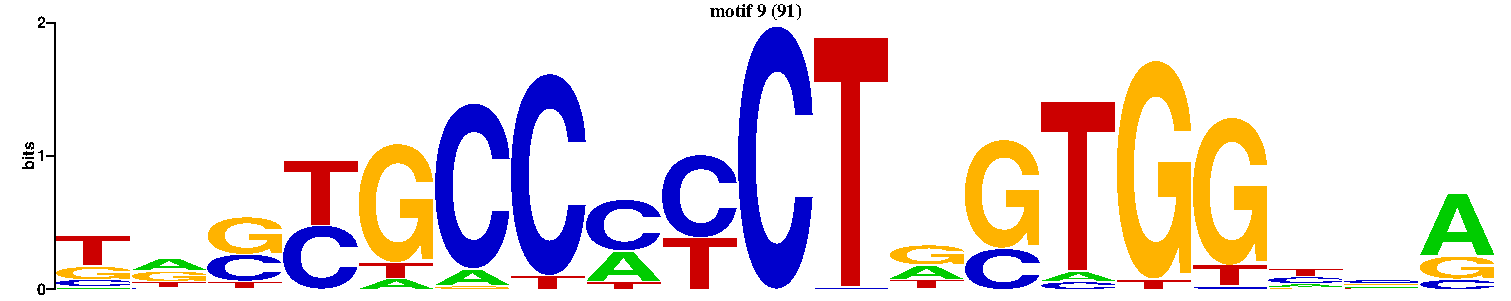 motif 9 (91)
2
bits
1
0
T A G T G C C C C C T G G T G G T C A
G G C C T A T A T A C A T T C G
C T T A T T C C